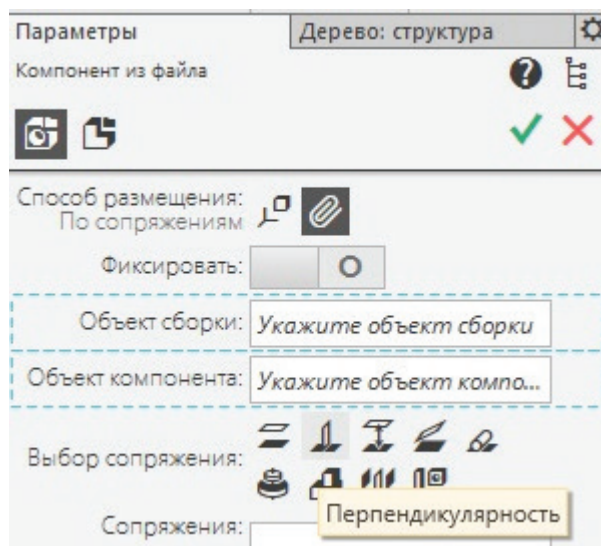 Параметры
Дерево: структура
Компонент из файла
Способ размещения:
По сопряжениям
Фиксировать:
Объект сборки: Укажите объект сборки
Объект компонента: Укажите объект компо...
Выбор сопряжения:
Перпендикулярность
Сопряжения: